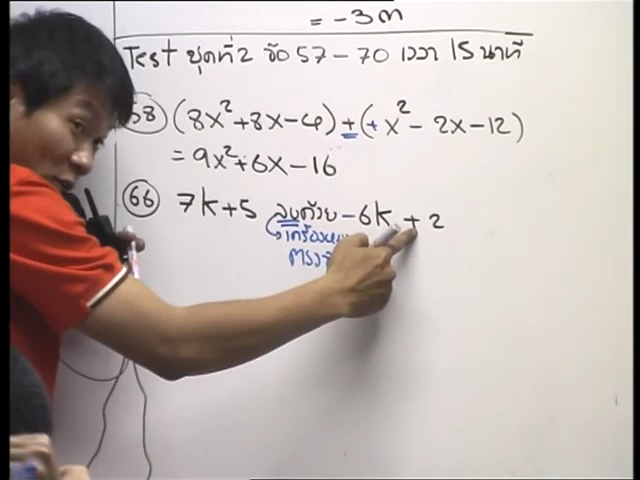 = -3m
Test ชุดที่ 2 ข้อ 57 - 70 เวลา 15 นาที
58 (8x² + 8x - 4) + (+x² - 2x - 12)
= 9x² + 6x - 16
66 7k + 5 ลบด้วย - 6k + 2